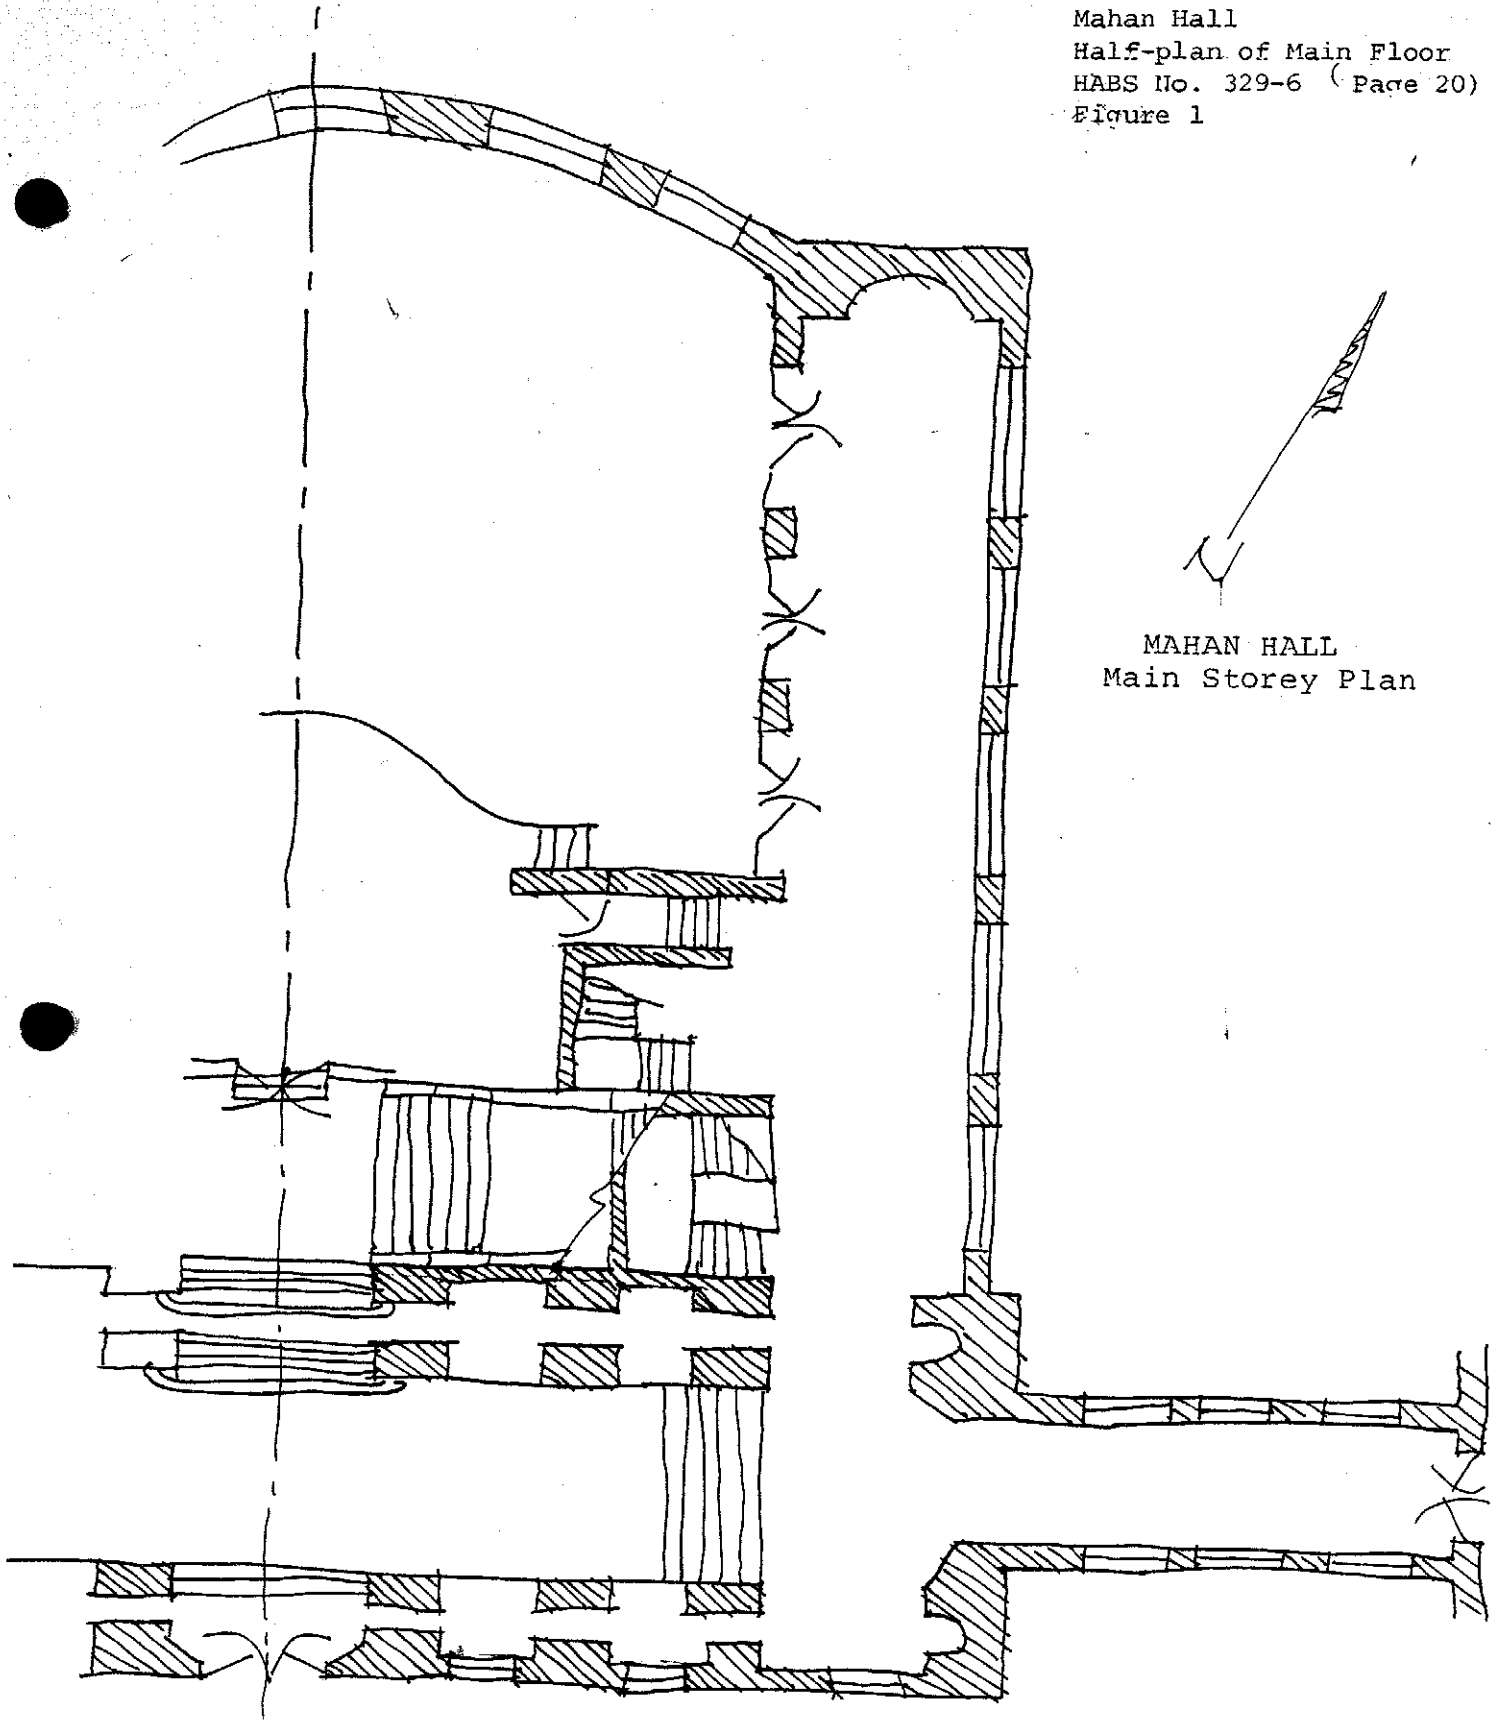 Mahan Hall
Half-plan of Main Floor
HABS No. 329-6 (Page 20)
Figure 1
MAHAN HALL
Main Storey Plan